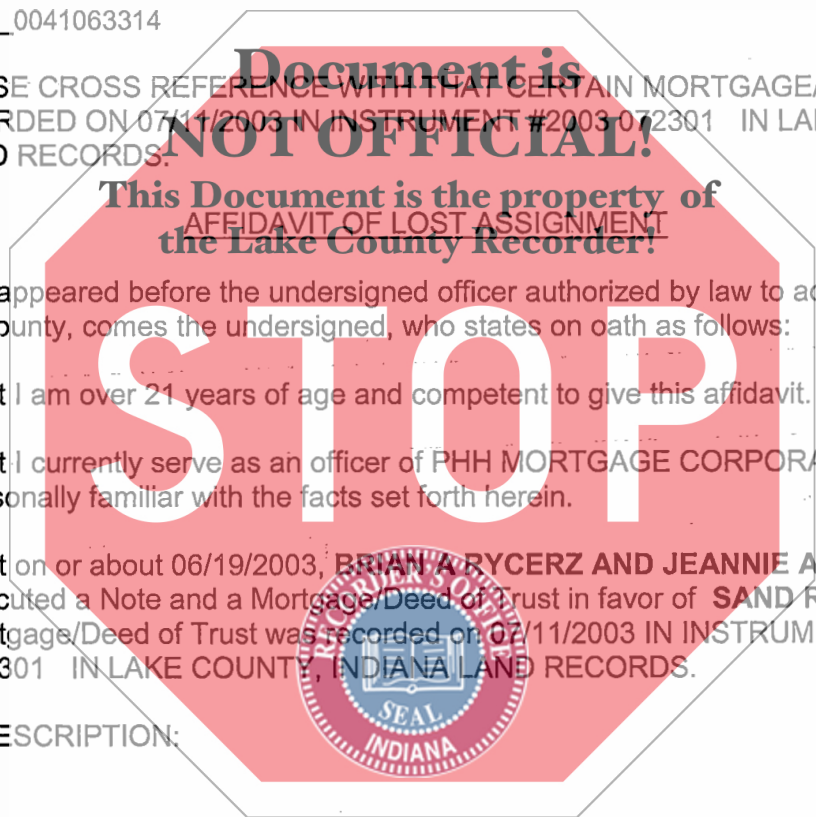 _0041063314
SE CROSS REFERENCE WITH THAT CERTAIN MORTGAGE/
RDED ON 07/11/2003 IN INSTRUMENT #2003 072301 IN LA
D RECORDS.
Document is
NOT OFFICIAL!
This Document is the property of
the Lake County Recorder!
AFFIDAVIT OF LOST ASSIGNMENT
appeared before the undersigned officer authorized by law to ad
ounty, comes the undersigned, who states on oath as follows:
t I am over 21 years of age and competent to give this affidavit.
t I currently serve as an officer of PHH MORTGAGE CORPORA
sonally familiar with the facts set forth herein.
STOP
t on or about 06/19/2003, BRIAN A RYCERZ AND JEANNIE A
cuted a Note and a Mortgage/Deed of Trust in favor of SAND R
tgage/Deed of Trust was recorded on 07/11/2003 IN INSTRUM
301 IN LAKE COUNTY, INDIANA LAND RECORDS.
RECORDER'S OFFICE
SEAL
INDIANA
ESCRIPTION: